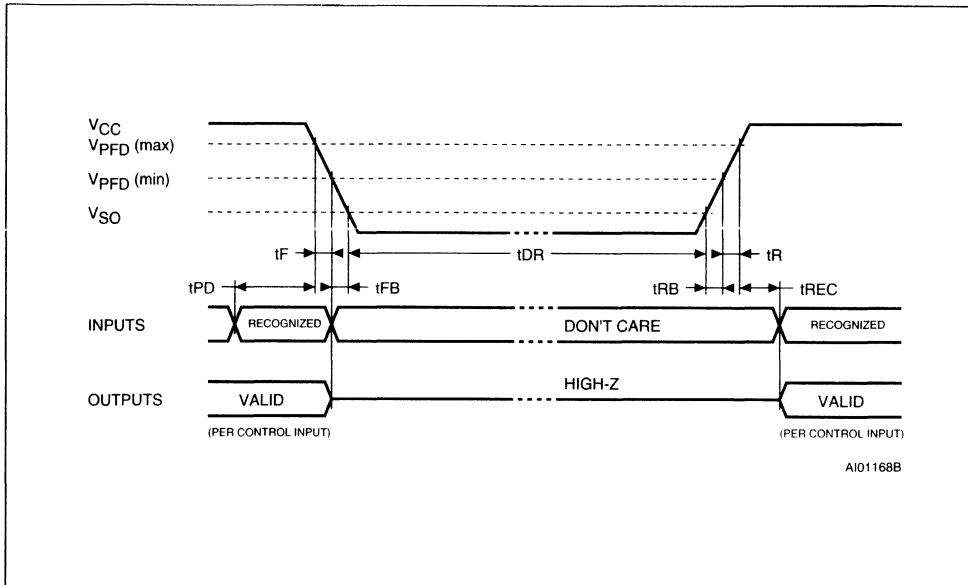 VCC
VPFD (max)
VPFD (min)
VSO
tF
tDR
tR
tPD
tFB
tRB
tREC
INPUTS
RECOGNIZED
DON'T CARE
RECOGNIZED
HIGH-Z
OUTPUTS
VALID
VALID
(PER CONTROL INPUT)
(PER CONTROL INPUT)
AI01168B